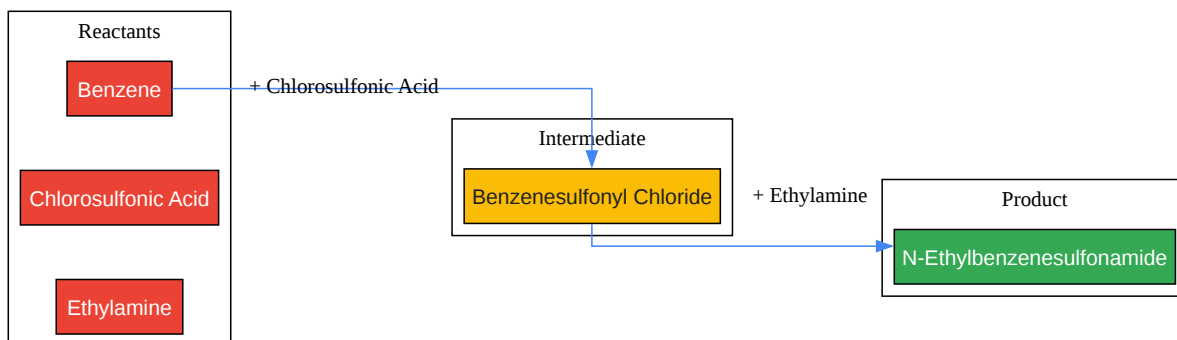 Reactants
Benzene
+ Chlorosulfonic Acid
Chlorosulfonic Acid
Ethylamine
Intermediate
Benzenesulfonyl Chloride
+ Ethylamine
Product
N-Ethylbenzenesulfonamide